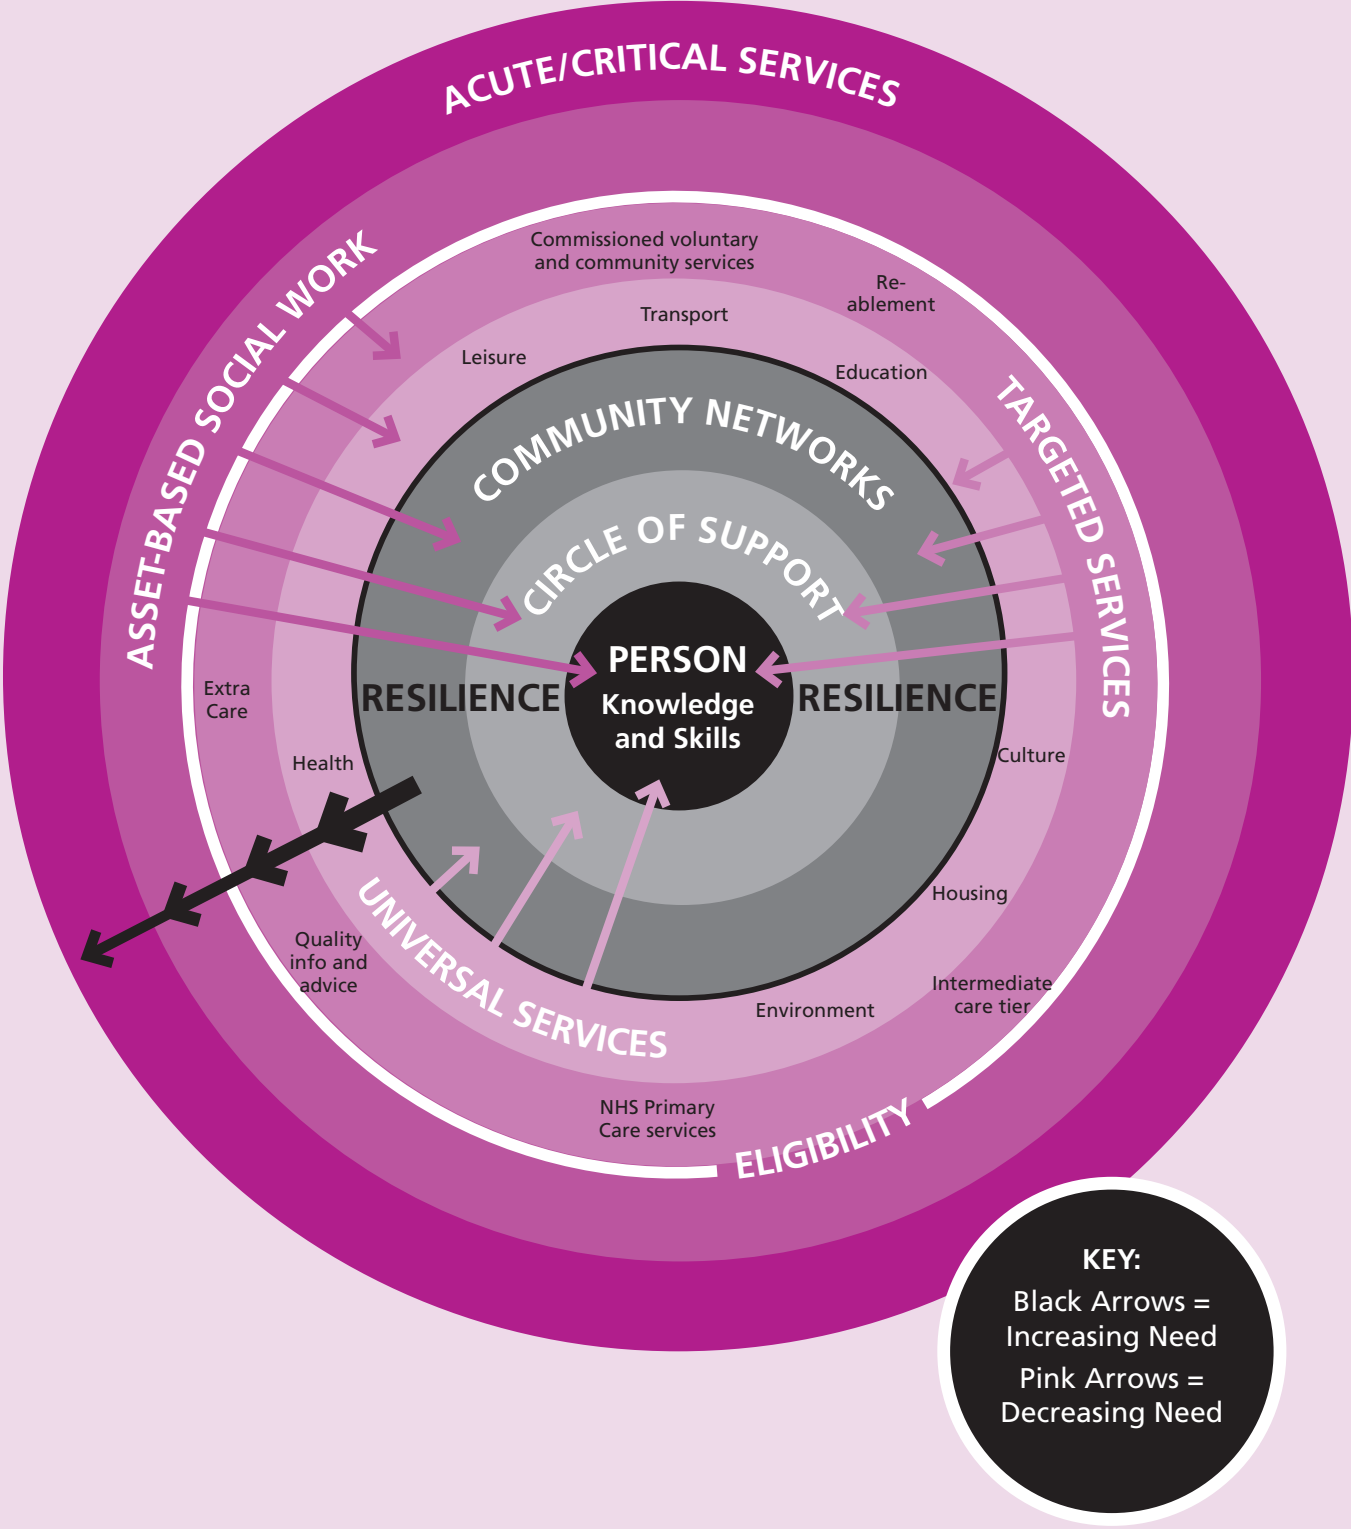 ACUTE/CRITICAL SERVICES
ASSET-BASED SOCIAL WORK
Commissioned voluntary
and community services
Re-
ablement
Transport
Leisure
Education
TARGETED SERVICES
COMMUNITY NETWORKS
CIRCLE OF SUPPORT
PERSON
Knowledge
and Skills
RESILIENCE
RESILIENCE
Extra
Care
Health
Culture
Housing
UNIVERSAL SERVICES
Quality
info and
advice
Intermediate
care tier
Environment
NHS Primary
Care services
ELIGIBILITY
KEY:
Black Arrows =
Increasing Need
Pink Arrows =
Decreasing Need